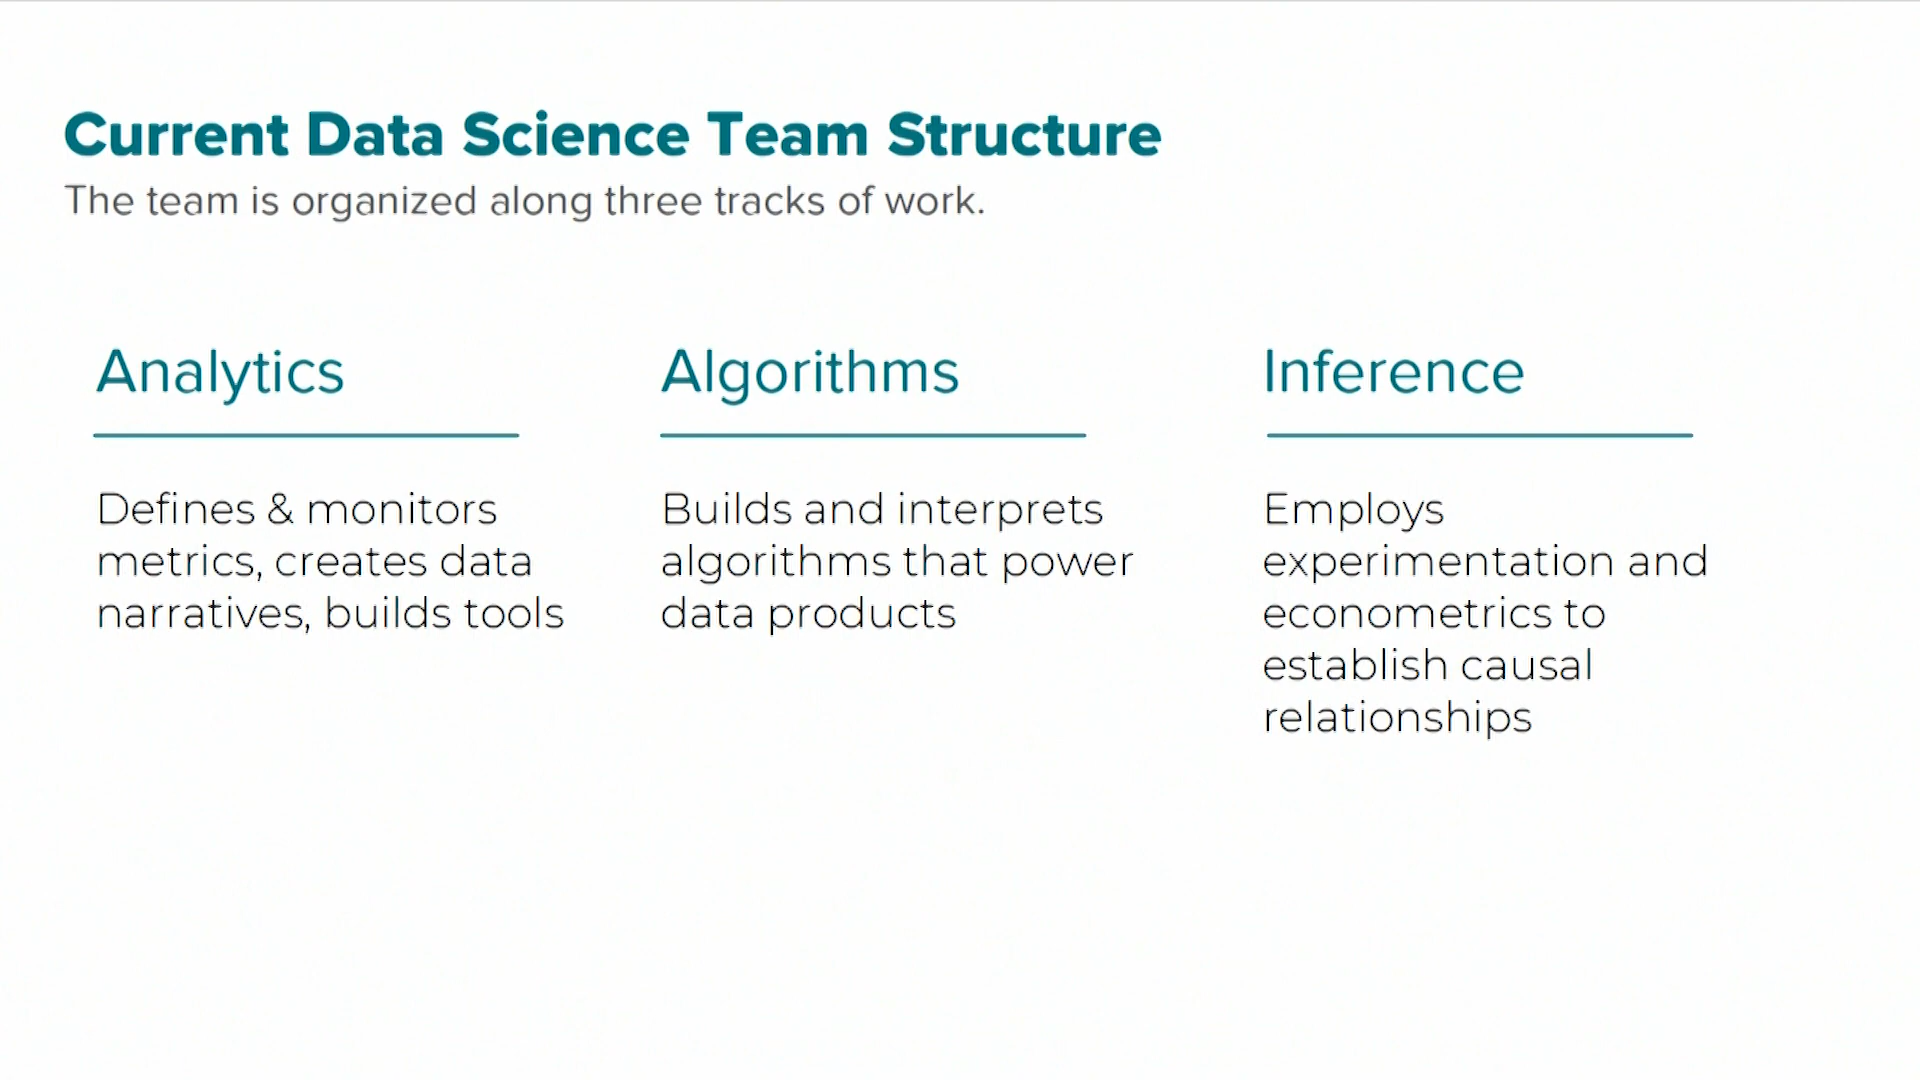 Current Data Science Team Structure
The team is organized along three tracks of work.
Analytics
Defines & monitors
metrics, creates data
narratives, builds tools
Algorithms
Builds and interprets
algorithms that power
data products
Inference
Employs
experimentation and
econometrics to
establish causal
relationships